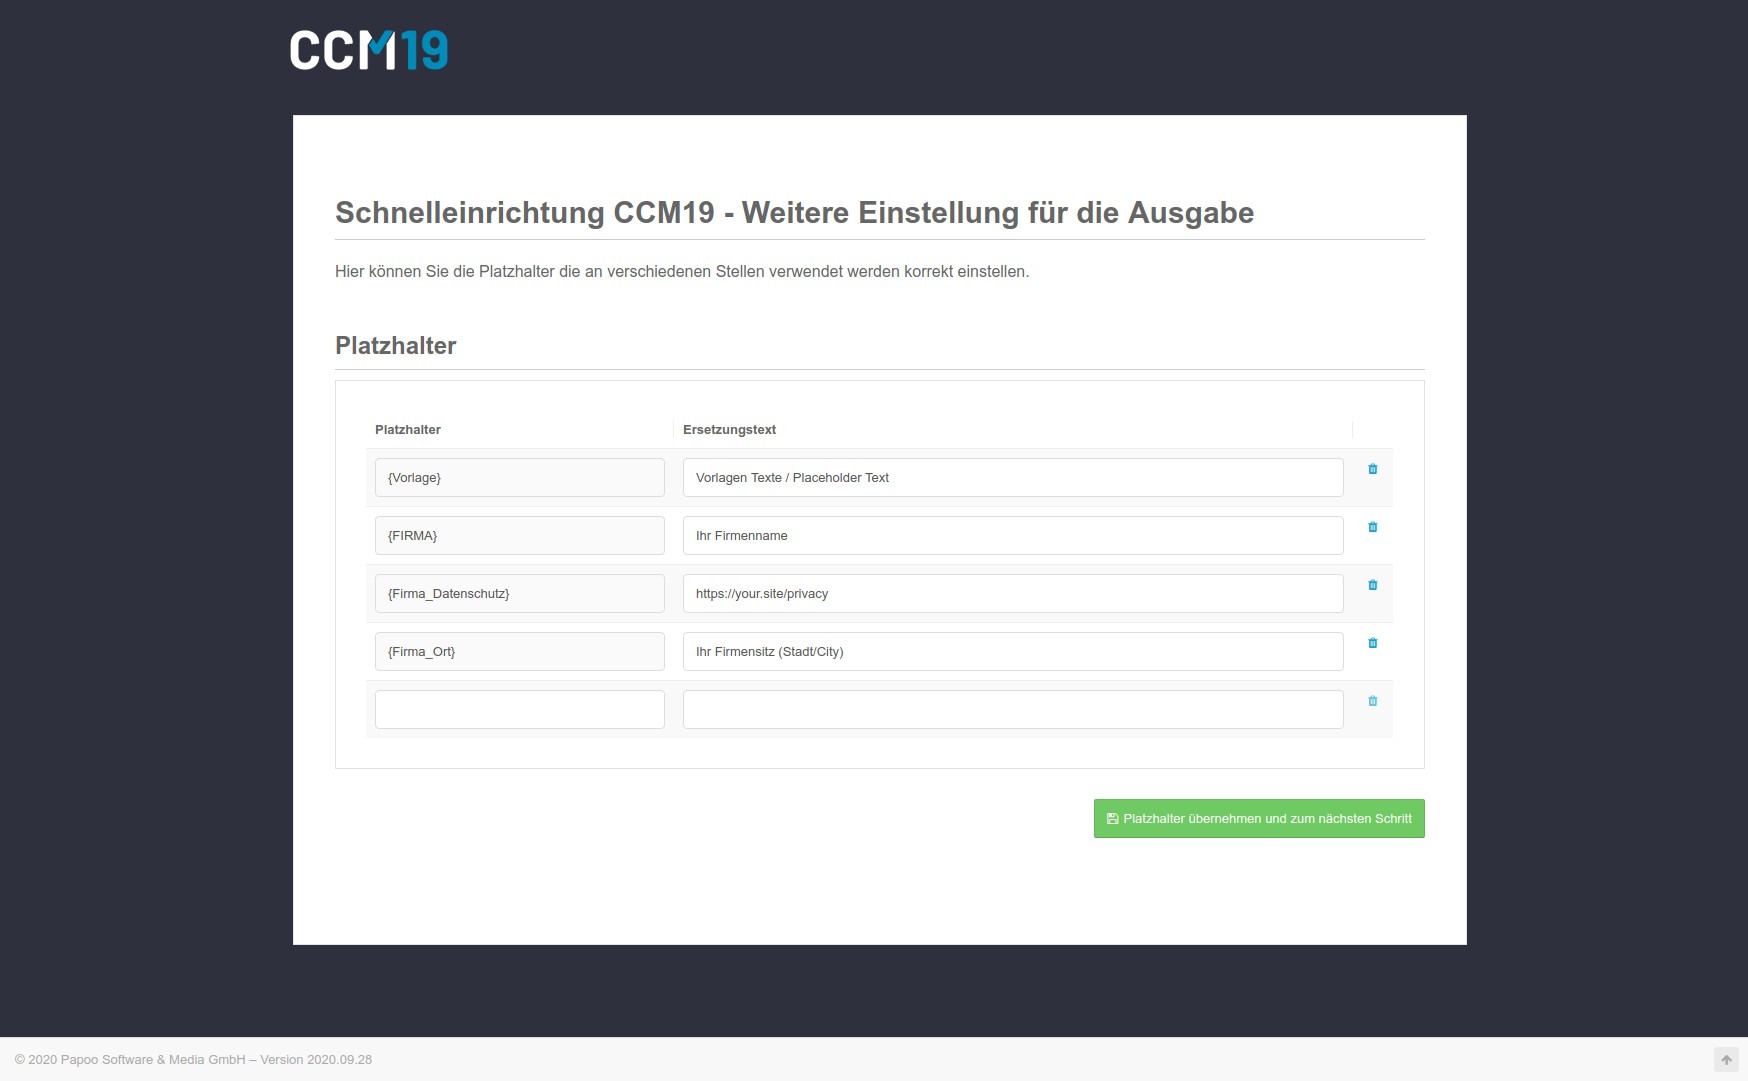 CCM19
Schnelleinrichtung CCM19 - Weitere Einstellung für die Ausgabe
Hier können Sie die Platzhalter die an verschiedenen Stellen verwendet werden korrekt einstellen.
Platzhalter
Platzhalter Ersetzungstext
{Vorlage} Vorlagen Texte / Placeholder Text
{FIRMA} Ihr Firmenname
{Firma_Datenschutz} https://your.site/privacy
{Firma_Ort} Ihr Firmensitz (Stadt/City)
Platzhalter übernehmen und zum nächsten Schritt
© 2020 Papoo Software & Media GmbH – Version 2020.09.28